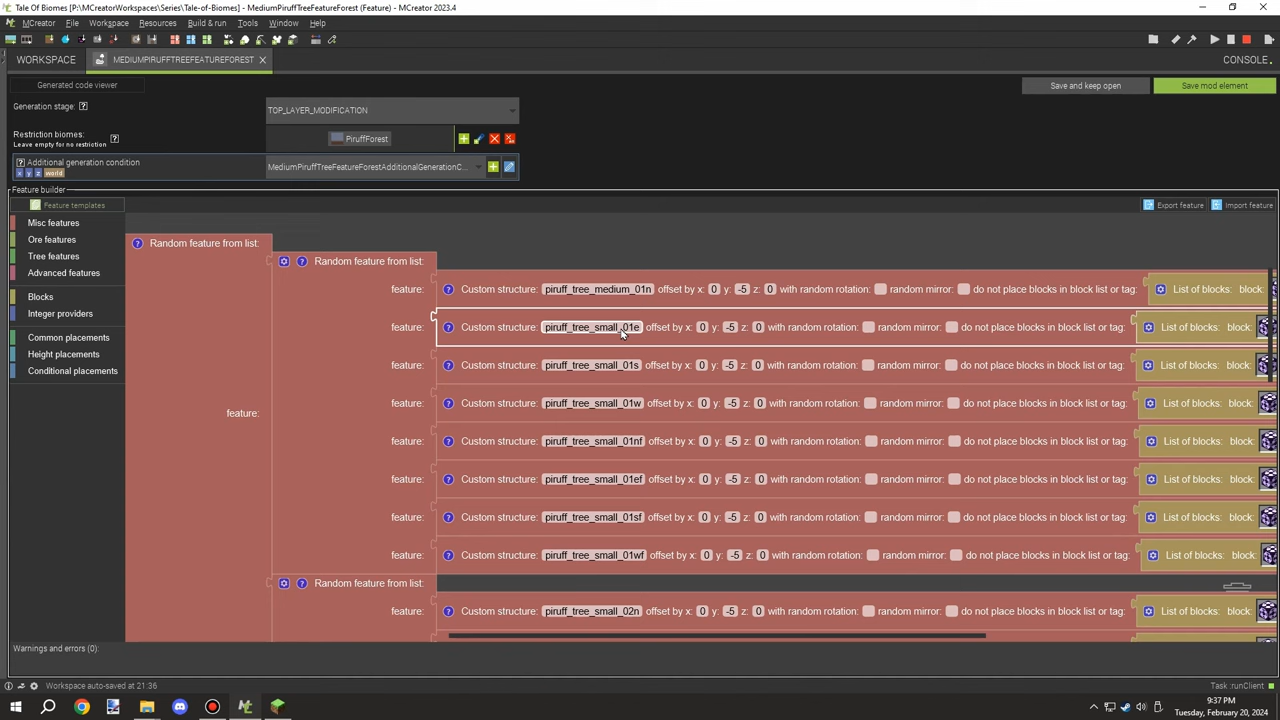 Tale Of Biomes [P:\MCreatorWorkspaces\Series\Tale-of-Biomes] - MediumPiruffTreeFeatureForest (Feature) - MCreator 2023.4
MCreator File Workspace Resources Build & run Tools Window Help
WORKSPACE MEDIUMPIRUFFTREEFEATUREFOREST CONSOLE
Generated code viewer Save and keep open Save mod element
Generation stage: ? TOP_LAYER_MODIFICATION
Restriction biomes:
Leave empty for no restriction ? PiruffForest
? Additional generation condition
x y z world MediumPiruffTreeFeatureForestAdditionalGenerationC...
Feature builder
Feature templates Export feature Import feature
Misc features
Ore features
Tree features
Advanced features
Blocks
Integer providers
Common placements
Height placements
Conditional placements
? Random feature from list:
? Random feature from list:
feature: ? Custom structure: piruff_tree_medium_01n offset by x: 0 y: -5 z: 0 with random rotation: random mirror: do not place blocks in block list or tag: List of blocks: block:
feature: ? Custom structure: piruff_tree_small_01e offset by x: 0 y: -5 z: 0 with random rotation: random mirror: do not place blocks in block list or tag: List of blocks: block:
feature: ? Custom structure: piruff_tree_small_01s offset by x: 0 y: -5 z: 0 with random rotation: random mirror: do not place blocks in block list or tag: List of blocks: block:
feature: ? Custom structure: piruff_tree_small_01w offset by x: 0 y: -5 z: 0 with random rotation: random mirror: do not place blocks in block list or tag: List of blocks: block:
feature:
feature: ? Custom structure: piruff_tree_small_01nf offset by x: 0 y: -5 z: 0 with random rotation: random mirror: do not place blocks in block list or tag: List of blocks: block:
feature: ? Custom structure: piruff_tree_small_01ef offset by x: 0 y: -5 z: 0 with random rotation: random mirror: do not place blocks in block list or tag: List of blocks: block:
feature: ? Custom structure: piruff_tree_small_01sf offset by x: 0 y: -5 z: 0 with random rotation: random mirror: do not place blocks in block list or tag: List of blocks: block:
feature: ? Custom structure: piruff_tree_small_01wf offset by x: 0 y: -5 z: 0 with random rotation: random mirror: do not place blocks in block list or tag: List of blocks: block:
? Random feature from list:
feature: ? Custom structure: piruff_tree_small_02n offset by x: 0 y: -5 z: 0 with random rotation: random mirror: do not place blocks in block list or tag: List of blocks: block:
Warnings and errors (0):
Workspace auto-saved at 21:36 Task :runClient
9:37 PM
Tuesday, February 20, 2024